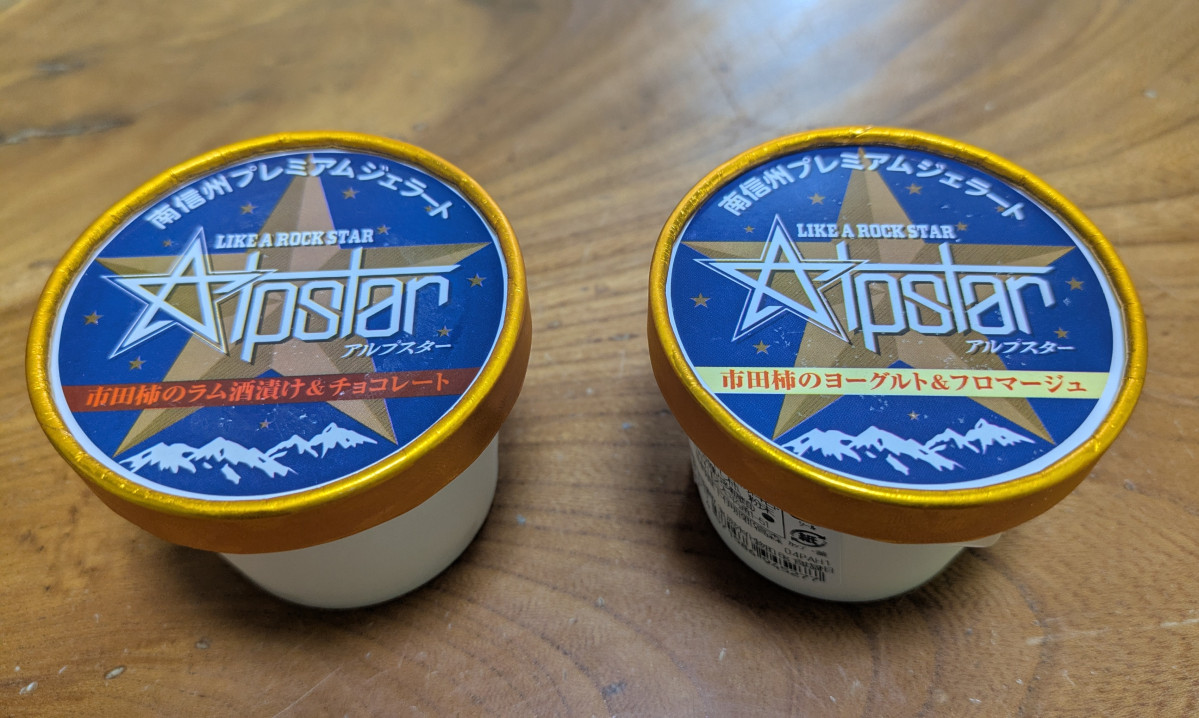 南信州プレミアムジェラート
LIKE A ROCK STAR
Alpstar
アルプスター
市田柿のラム酒漬け&チョコレート
南信州プレミアムジェラート
LIKE A ROCK STAR
Alpstar
アルプスター
市田柿のヨーグルト&フロマージュ
紙